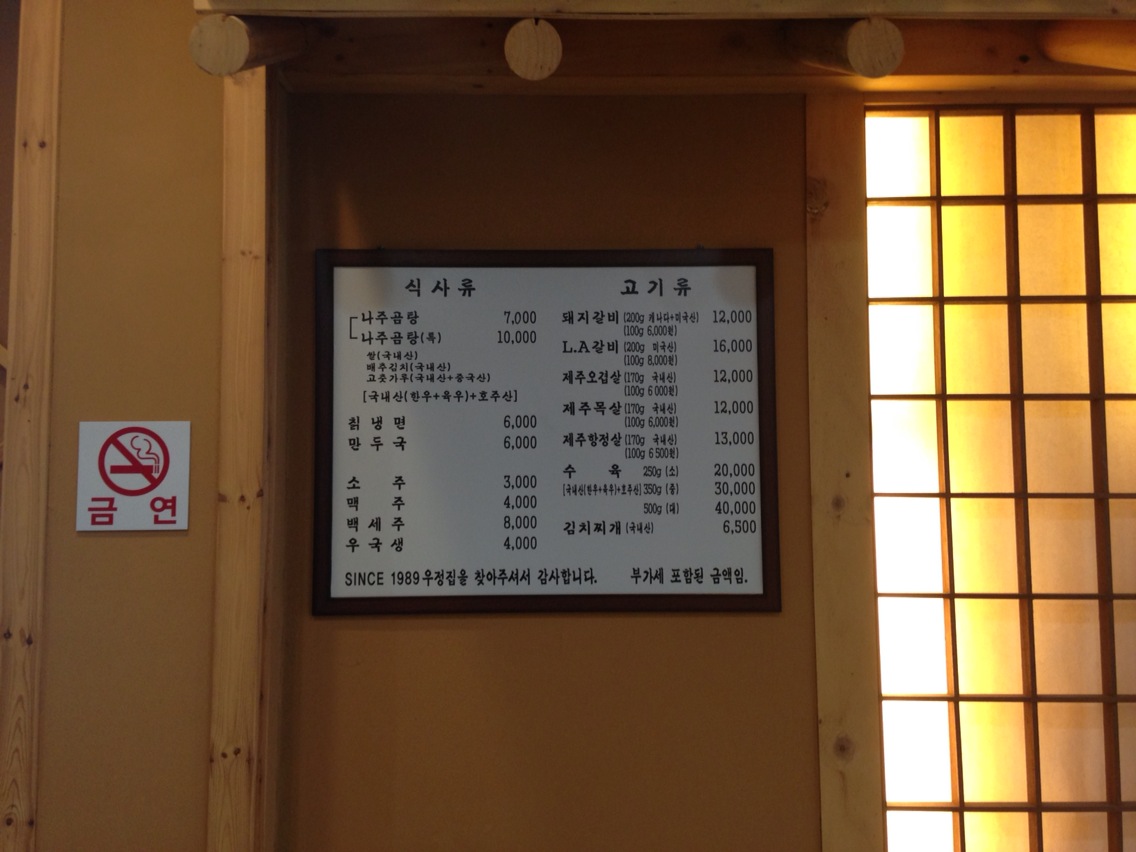 식사류
나주곰탕 7,000
나주곰탕(특) 10,000
쌀(국내산)
배추김치(국내산)
고춧가루(국내산+중국산)
[국내산(한우+육우)+호주산]
칡냉면 6,000
만두국 6,000
소주 3,000
맥주 4,000
백세주 8,000
우국생 4,000
고기류
돼지갈비 (200g 캐나다+미국산) 12,000
(100g 6,000원)
L.A갈비 (200g 미국산) 16,000
(100g 8,000원)
제주오겹살 (170g 국내산) 12,000
(100g 6,000원)
제주목살 (170g 국내산) 12,000
(100g 6,000원)
제주항정살 (170g 국내산) 13,000
(100g 6,500원)
수육 250g (소) 20,000
[국내산(한우+육우)+호주산] 350g (중) 30,000
500g (대) 40,000
김치찌개 (국내산) 6,500
SINCE 1989 우정집을 찾아주셔서 감사합니다. 부가세 포함된 금액임.
금연